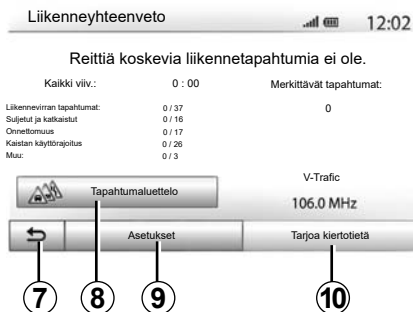 Liikenneyhteenveto 12:02
Reittiä koskevia liikennetapahtumia ei ole.
Kaikki viiv.: 0 : 00 Merkittävät tapahtumat:
Liikennevirran tapahtumat: 0 / 37 0
Suljetut ja katkaistut 0 / 16
Onnettomuus 0 / 17
Kaistan käyttörajoitus 0 / 26
Muu: 0 / 3
V-Trafic
Tapahtumaluettelo
106.0 MHz
Asetukset Tarjoa kiertotietä
7 8 9 10